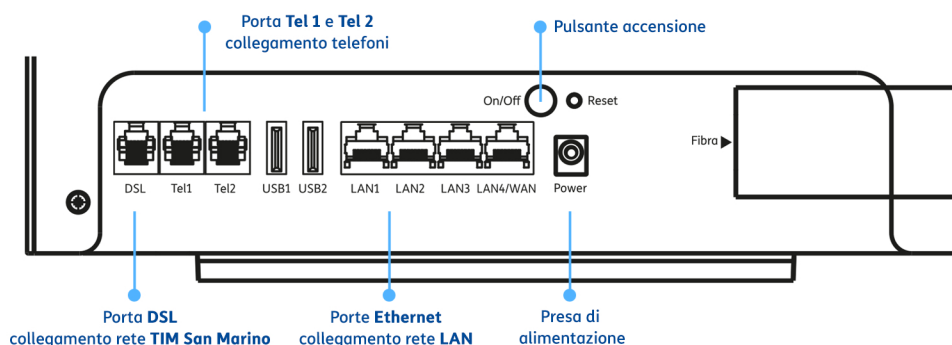 Porta Tel 1 e Tel 2
collegamento telefoni
Pulsante accensione
On/Off
Reset
Fibra
DSL
Tel1
Tel2
USB1
USB2
LAN1
LAN2
LAN3
LAN4/WAN
Power
Porta DSL
collegamento rete TIM San Marino
Porte Ethernet
collegamento rete LAN
Presa di
alimentazione